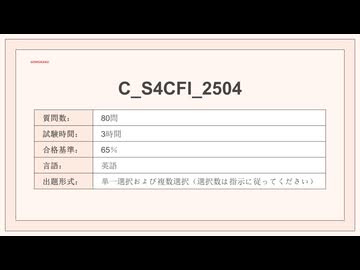 C_S4CFI_2504
質問数： 80問
試験時間： 3時間
合格基準： 65%
言語： 英語
出題形式： 単一選択および複数選択（選択数は指示に従ってください）